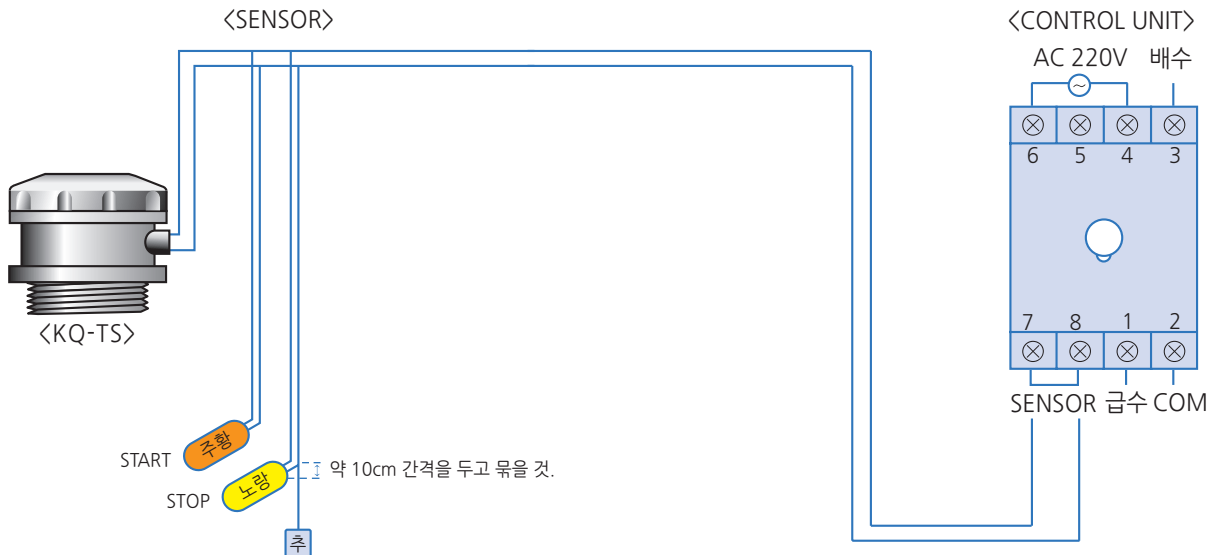 <SENSOR>
<CONTROL UNIT>
AC 220V 배수
~
6 5 4 3
<KQ-TS>
7 8 1 2
SENSOR 급수 COM
START 주황
STOP 노랑
약 10cm 간격을 두고 묶을 것.
추